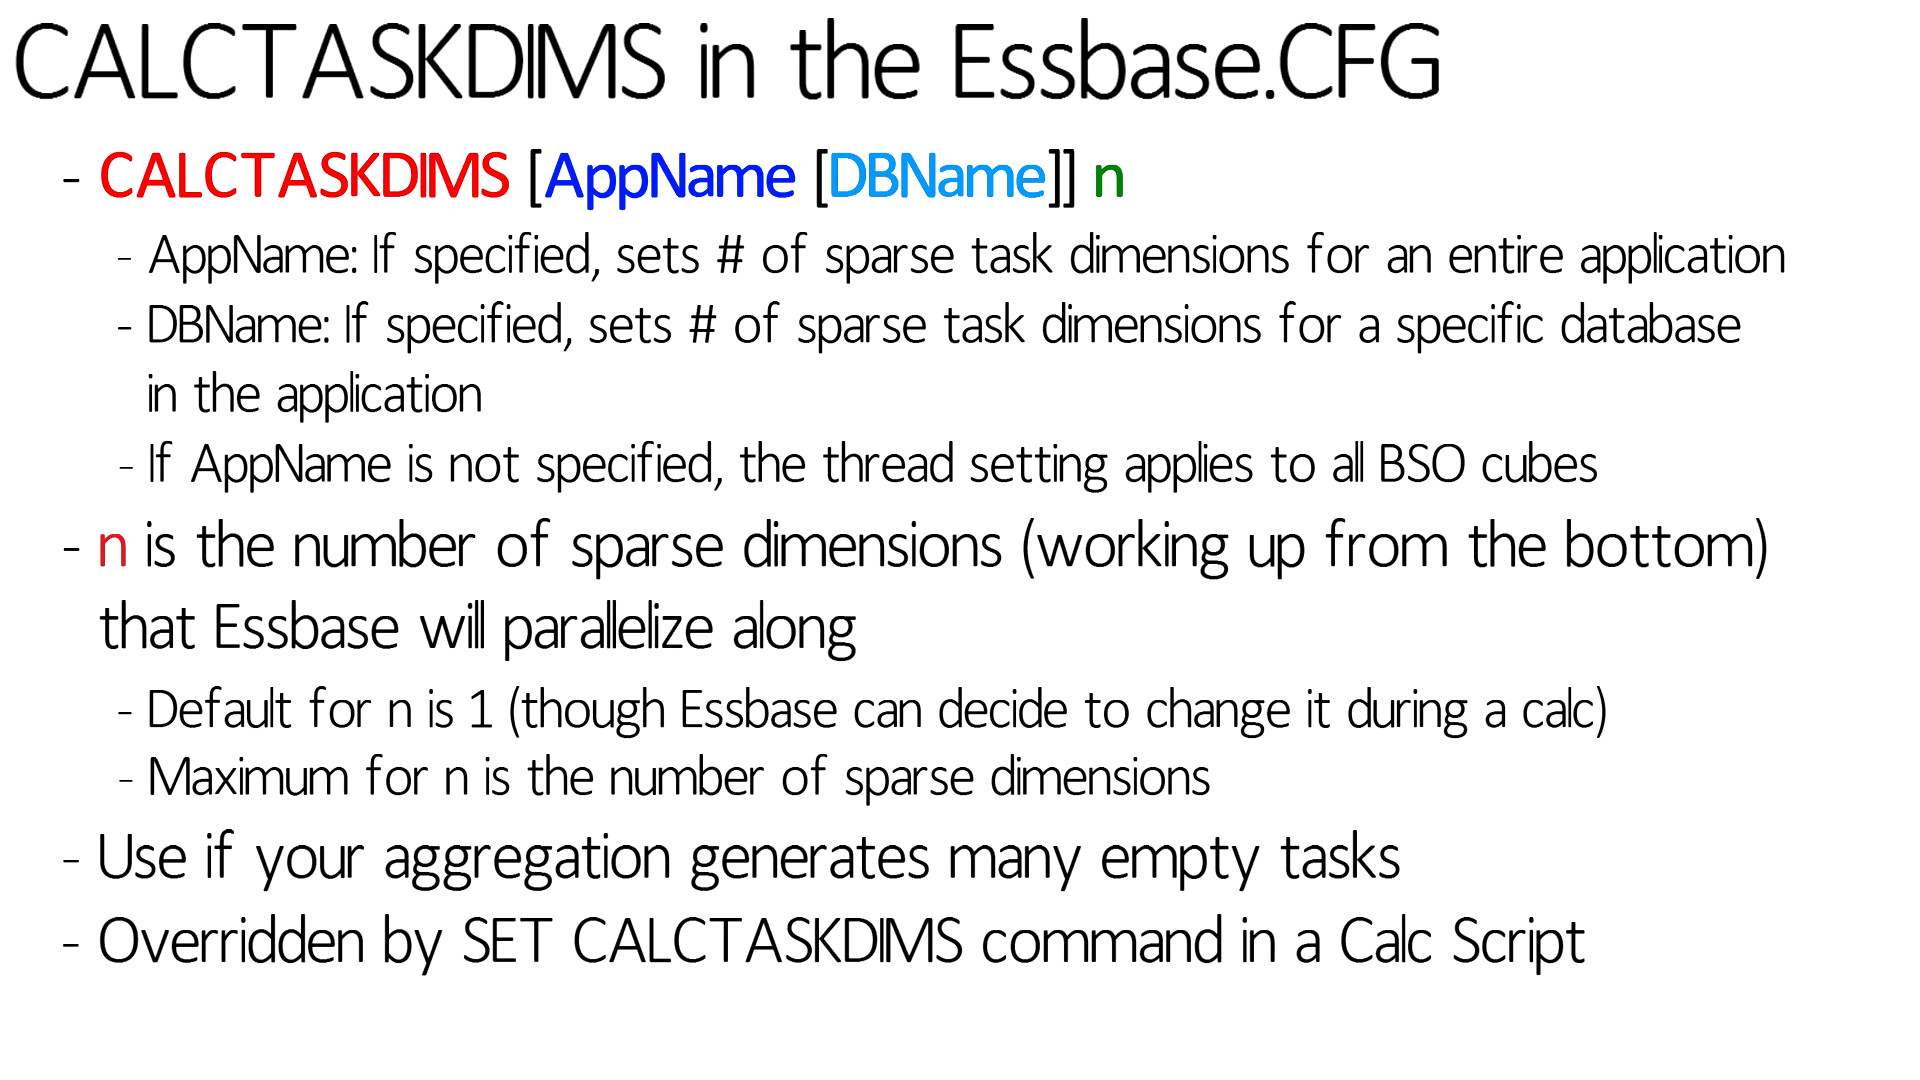 CALCTASKDIMS in the Essbase.CFG
- CALCTASKDIMS [AppName [DBName]] n
- AppName: If specified, sets # of sparse task dimensions for an entire application
- DBName: If specified, sets # of sparse task dimensions for a specific database
in the application
- If AppName is not specified, the thread setting applies to all BSO cubes
- n is the number of sparse dimensions (working up from the bottom)
that Essbase will parallelize along
- Default for n is 1 (though Essbase can decide to change it during a calc)
- Maximum for n is the number of sparse dimensions
- Use if your aggregation generates many empty tasks
- Overridden by SET CALCTASKDIMS command in a Calc Script